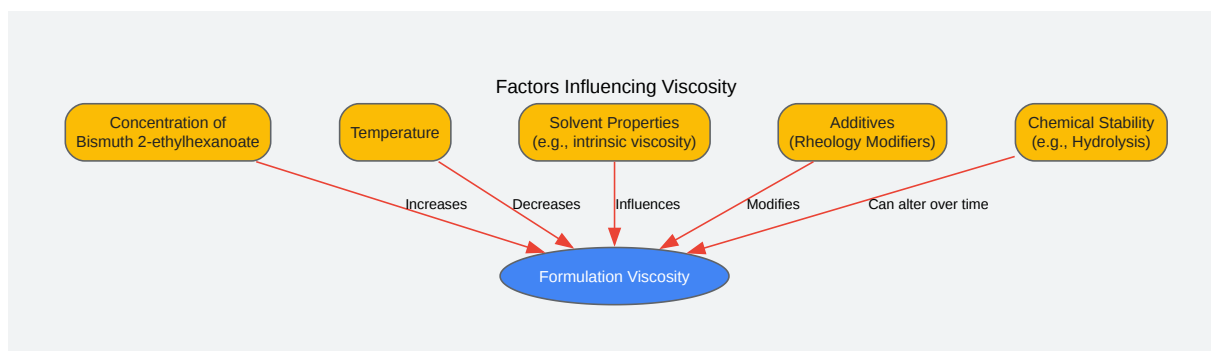 Factors Influencing Viscosity
Concentration of
Bismuth 2-ethylhexanoate
Temperature
Solvent Properties
(e.g., intrinsic viscosity)
Additives
(Rheology Modifiers)
Chemical Stability
(e.g., Hydrolysis)
Increases
Decreases
Influences
Modifies
Can alter over time
Formulation Viscosity